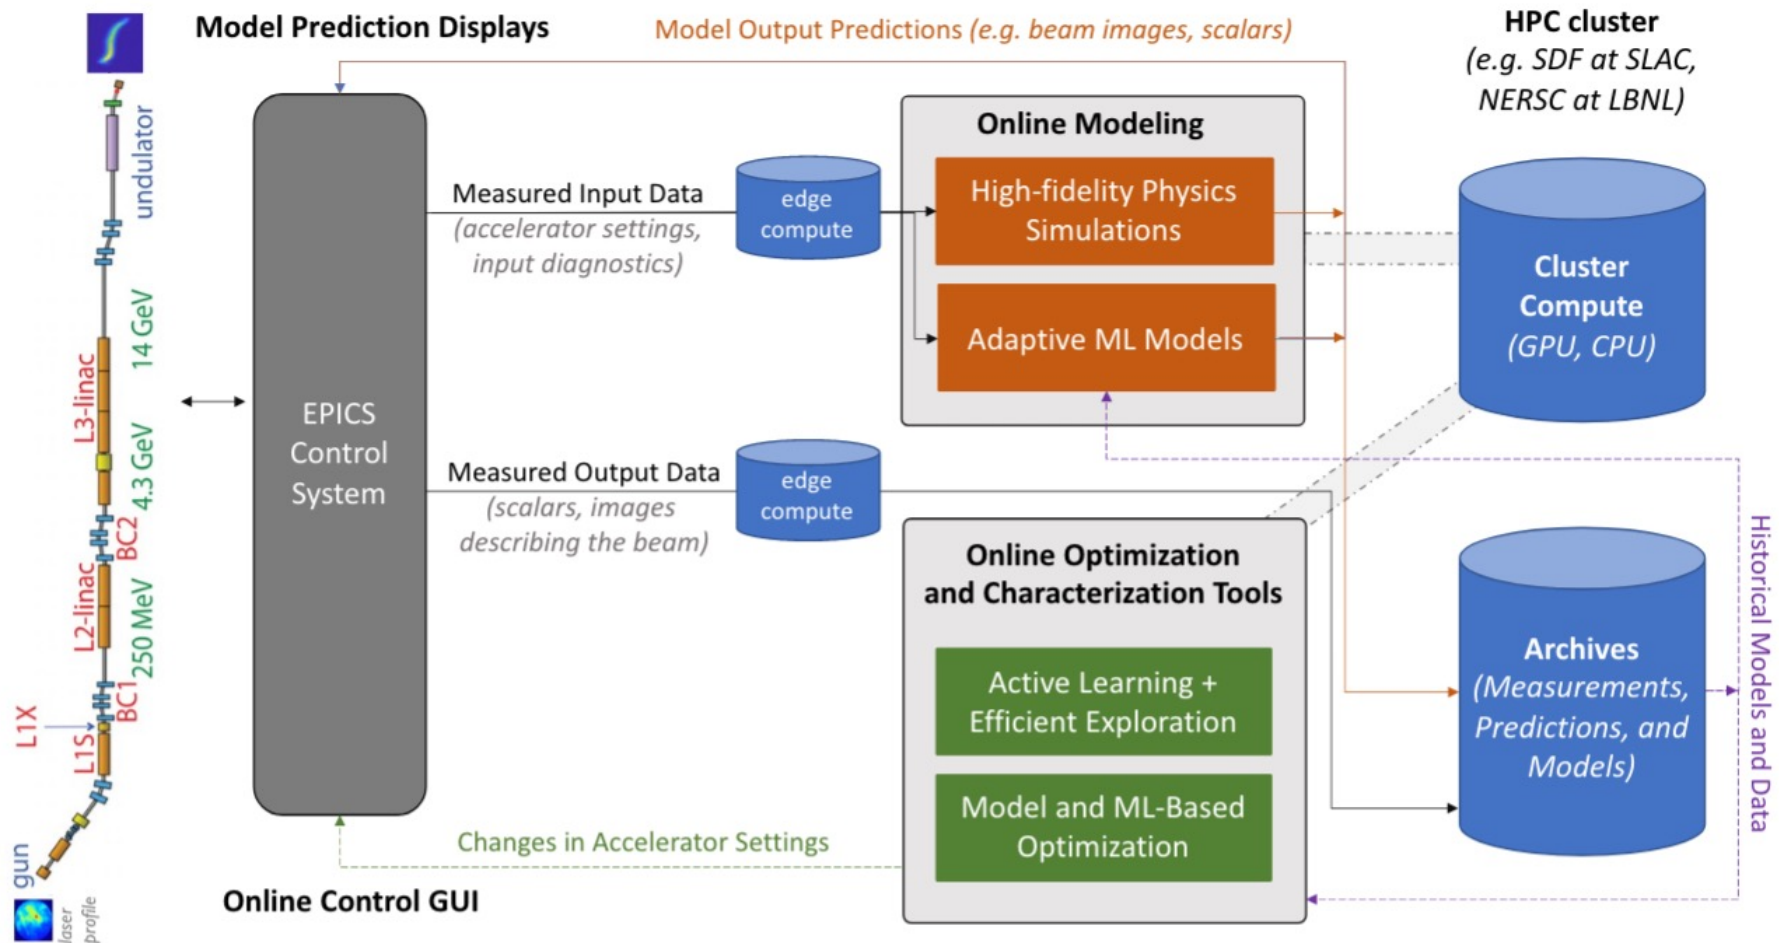 Model Prediction Displays
Model Output Predictions (e.g. beam images, scalars)
HPC cluster
(e.g. SDF at SLAC,
NERSC at LBNL)
undulator
14 GeV
L3-linac
4.3 GeV
BC2
L2-linac
250 MeV
BC1
L1X
L1S
gun
laser
profile
EPICS
Control
System
Measured Input Data
(accelerator settings,
input diagnostics)
edge
compute
Online Modeling
High-fidelity Physics
Simulations
Adaptive ML Models
Cluster
Compute
(GPU, CPU)
Measured Output Data
(scalars, images
describing the beam)
edge
compute
Online Optimization
and Characterization Tools
Active Learning +
Efficient Exploration
Model and ML-Based
Optimization
Archives
(Measurements,
Predictions, and
Models)
Historical Models and Data
Changes in Accelerator Settings
Online Control GUI